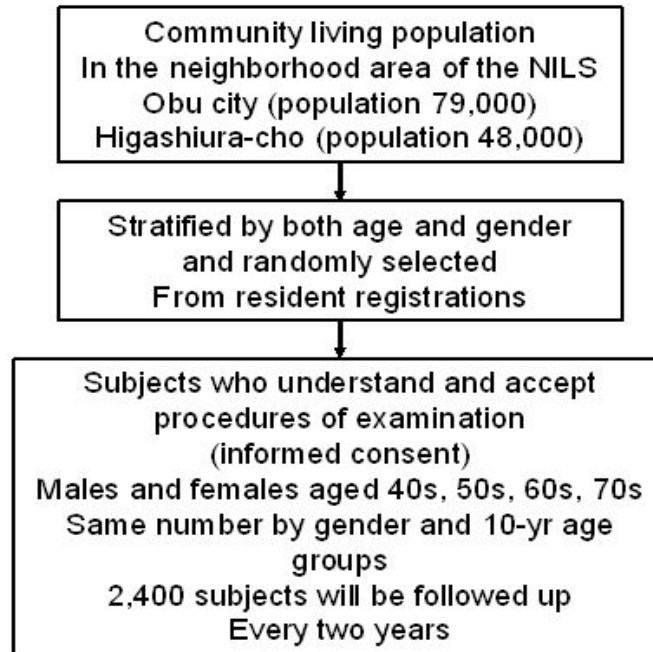 Community living population
In the neighborhood area of the NILS
Obu city (population 79,000)
Higashiura-cho (population 48,000)
Stratified by both age and gender
and randomly selected
From resident registrations
Subjects who understand and accept
procedures of examination
(informed consent)
Males and females aged 40s, 50s, 60s, 70s
Same number by gender and 10-yr age
groups
2,400 subjects will be followed up
Every two years